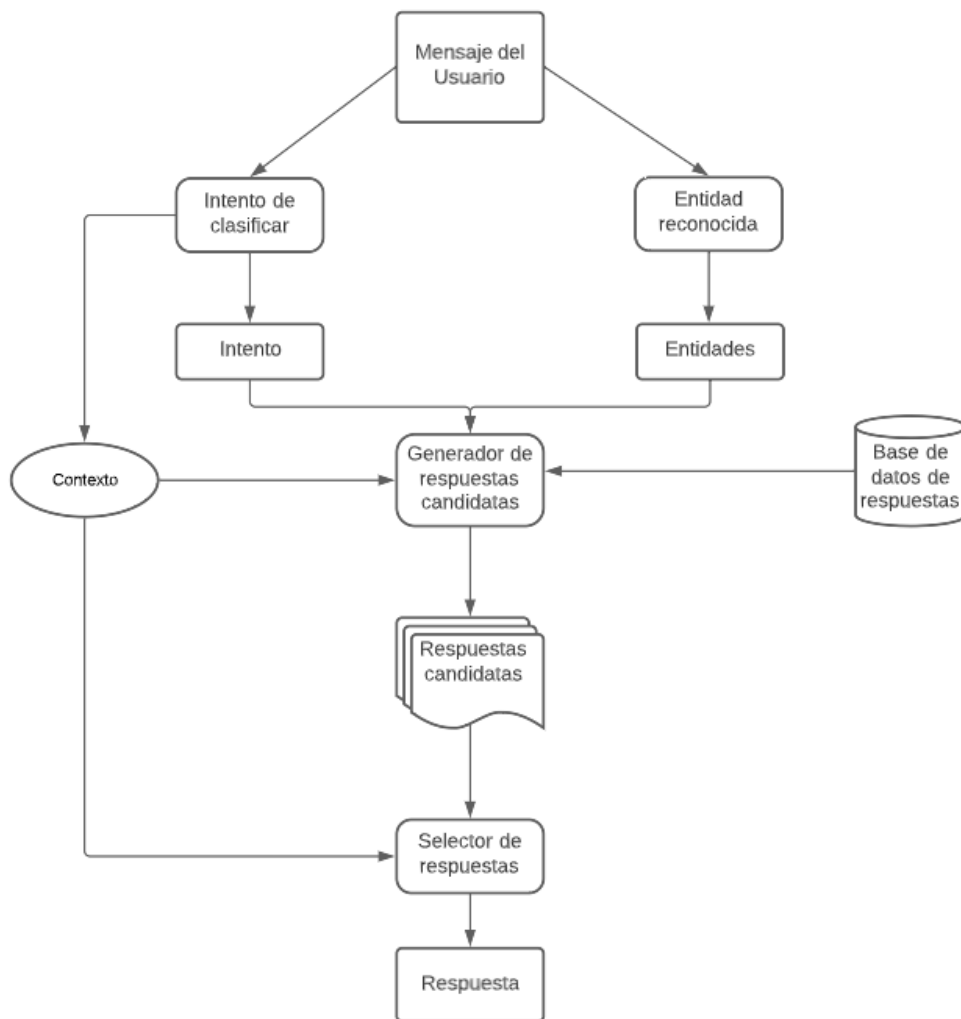 Mensaje del
Usuario
Intento de
clasificar
Entidad
reconocida
Intento
Entidades
Generador de
respuestas
candidatas
Base de
datos de
respuestas
Contexto
Respuestas
candidatas
Selector de
respuestas
Respuesta